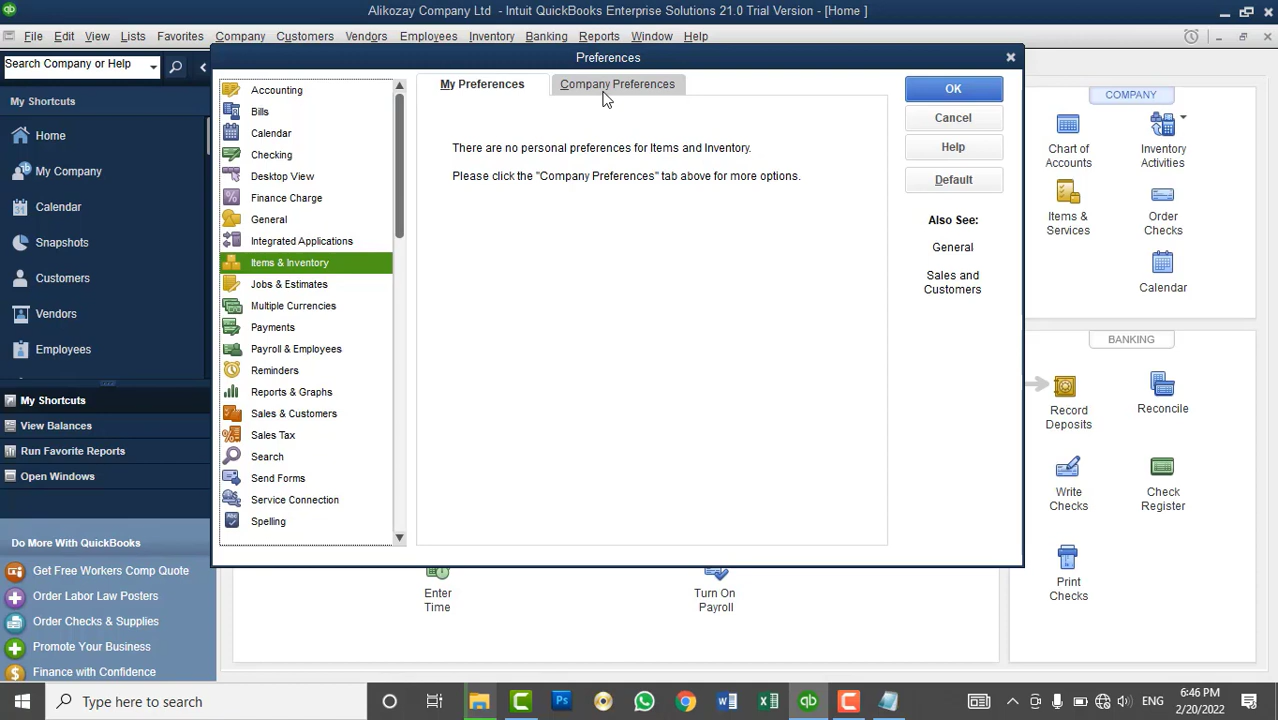 Alikozay Company Ltd - Intuit QuickBooks Enterprise Solutions 21.0 Trial Version - [Home ]
File Edit View Lists Favorites Company Customers Vendors Employees Inventory Banking Reports Window Help
Search Company or Help
My Shortcuts
Home
My Company
Calendar
Snapshots
Customers
Vendors
Employees
My Shortcuts
View Balances
Run Favorite Reports
Open Windows
Do More With QuickBooks
Get Free Workers Comp Quote
Order Labor Law Posters
Order Checks & Supplies
Promote Your Business
Finance with Confidence
Preferences
Accounting
Bills
Calendar
Checking
Desktop View
Finance Charge
General
Integrated Applications
Items & Inventory
Jobs & Estimates
Multiple Currencies
Payments
Payroll & Employees
Reminders
Reports & Graphs
Sales & Customers
Sales Tax
Search
Send Forms
Service Connection
Spelling
My Preferences
Company Preferences
There are no personal preferences for Items and Inventory.
Please click the "Company Preferences" tab above for more options.
OK
Cancel
Help
Default
Also See:
General
Sales and
Customers
Enter
Time
Turn On
Payroll
COMPANY
Chart of
Accounts
Inventory
Activities
Items &
Services
Order
Checks
Calendar
BANKING
Record
Deposits
Reconcile
Write
Checks
Check
Register
Print
Checks
Type here to search
ENG
6:46 PM
2/20/2022